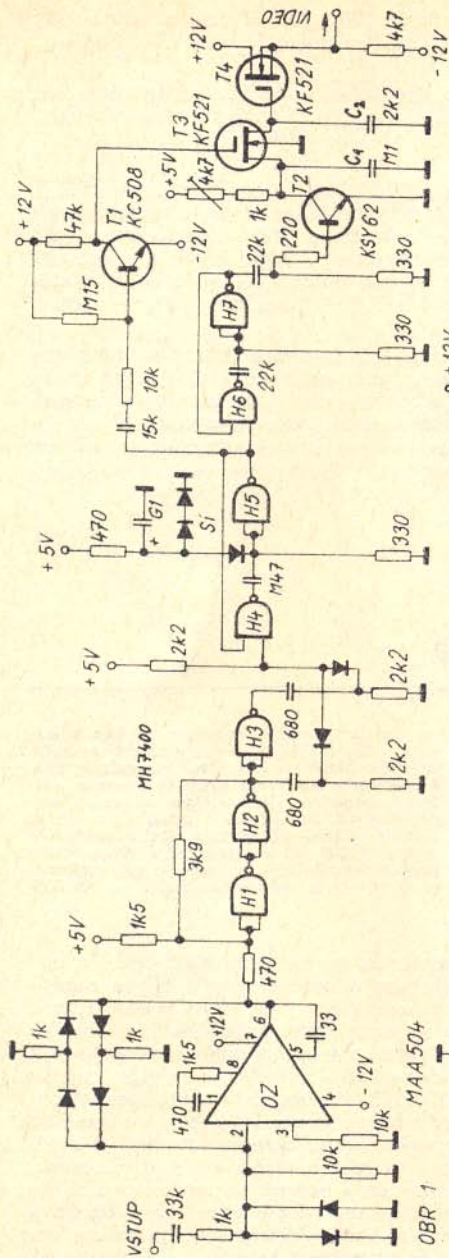 VSTUP
33k
1k
OBR 1
10k
10k
2
3
OZ
4
5
6
7
8
1
470
1k5
+12V
- 12V
33
MAA 504
1k
1k
470
+5V
1k5
3k9
H1
H2
H3
MH7400
680
680
2k2
2k2
+ 5V
2k2
H4
M47
H5
330
+ 5V
470
G1
+
Si
15k
10k
M15
+ 12V
47k
T1
KC508
-12V
H6
22k
H7
22k
330
220
330
T2
KSY62
+5V
4k7
1k
C1
M1
T3
KF521
C2
2k2
T4
KF521
+12V
VIDEO
4k7
-12V